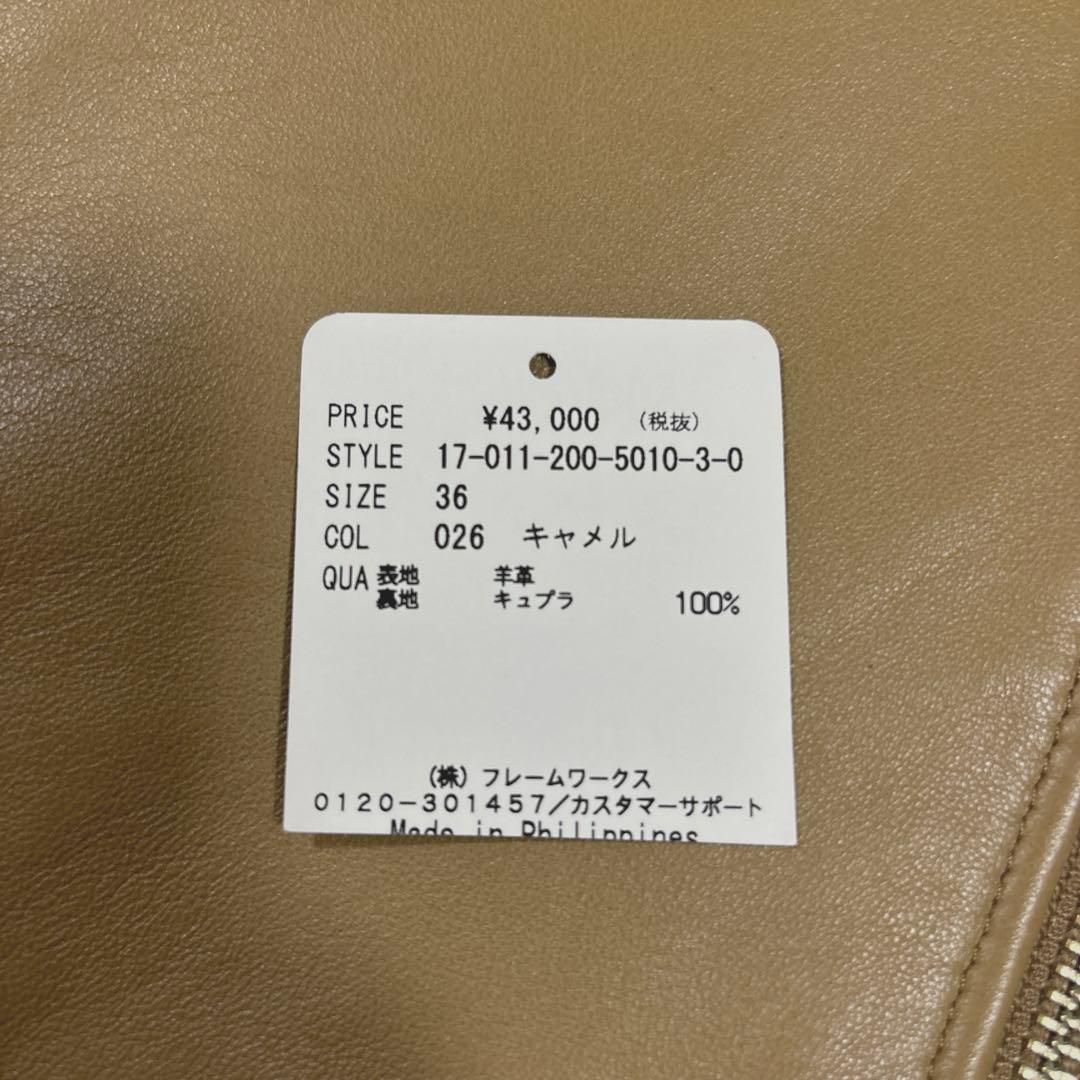 PRICE ¥43,000 (税抜)
STYLE 17-011-200-5010-3-0
SIZE 36
COL 026 キャメル
QUA 表地 羊革
裏地 キュプラ 100%
(株) フレームワークス
0120-301457/カスタマーサポート
Made in Philippines